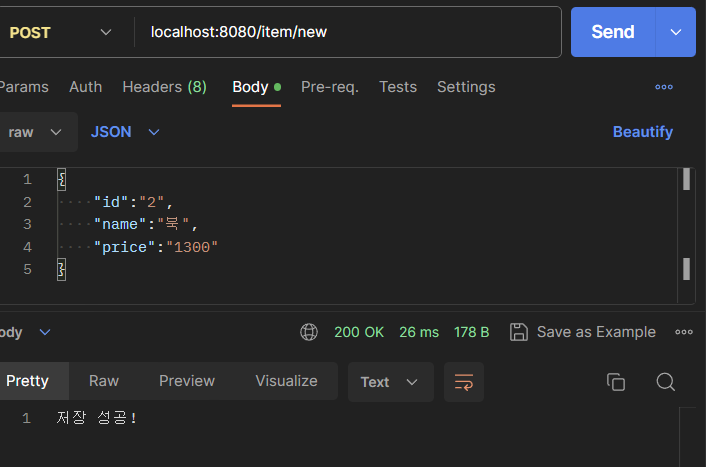 POST localhost:8080/item/new Send
Params Auth Headers (8) Body Pre-req. Tests Settings
raw JSON Beautify
1 {
2 "id":"2",
3 "name":"북",
4 "price":"1300"
5 }
ody 200 OK 26 ms 178 B Save as Example
Pretty Raw Preview Visualize Text
1 저장 성공!